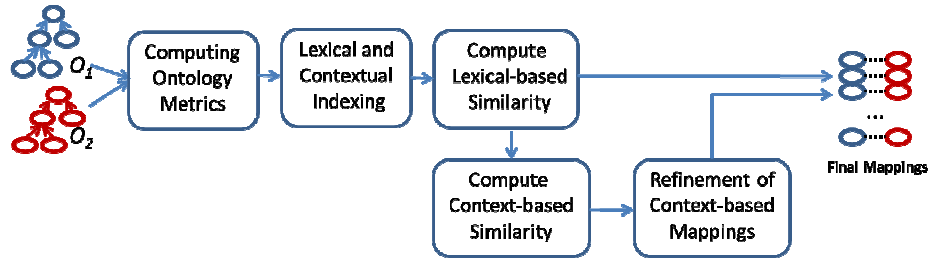 O1
O2
Computing
Ontology
Metrics
Lexical and
Contextual
Indexing
Compute
Lexical-based
Similarity
Compute
Context-based
Similarity
Refinement of
Context-based
Mappings
...
Final Mappings